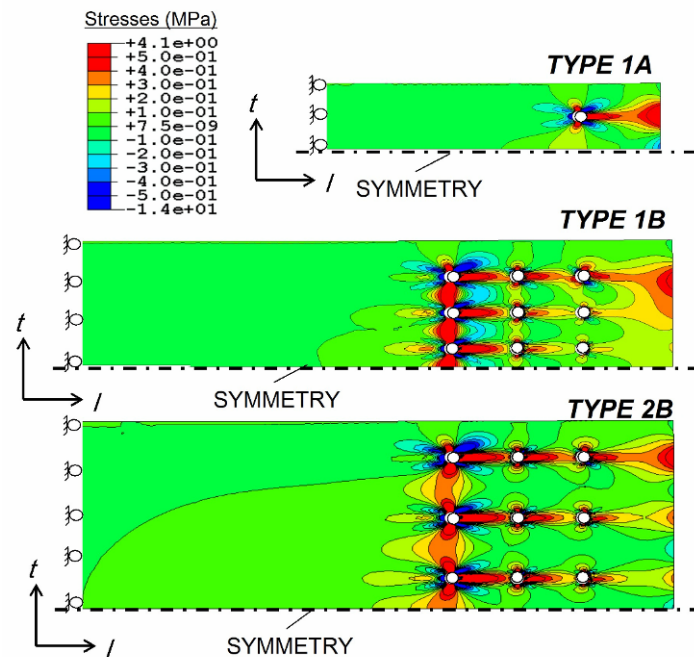 Stresses (MPa)
+4.1e+00
+5.0e-01
+4.0e-01
+3.0e-01
+2.0e-01
+1.0e-01
+7.5e-09
-1.0e-01
-2.0e-01
-3.0e-01
-4.0e-01
-5.0e-01
-1.4e+01
TYPE 1A
t
l
SYMMETRY
TYPE 1B
t
l
SYMMETRY
TYPE 2B
t
l
SYMMETRY